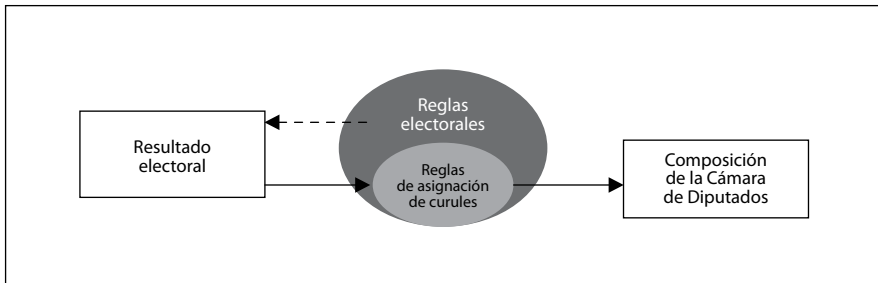 Reglas
electorales
Resultado
electoral
Reglas
de asignación
de curules
Composición
de la Cámara
de Diputados